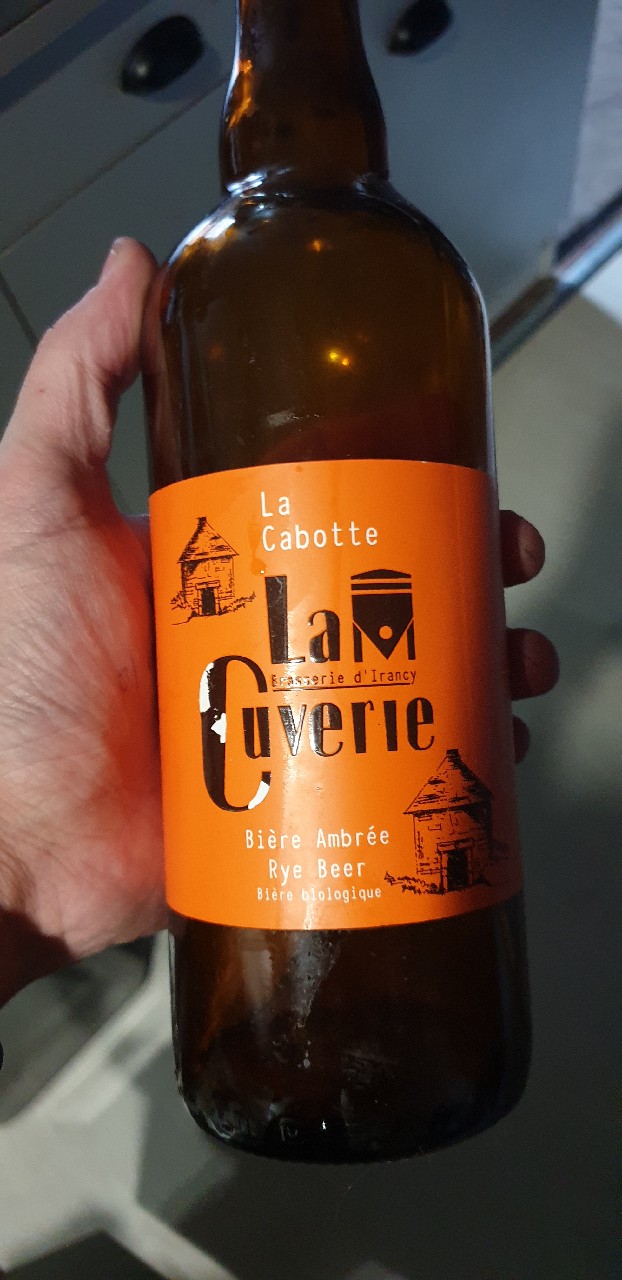 La
Cabotte
La
Brasserie d'Irancy
Cuverie
Bière Ambrée
Rye Beer
Bière biologique